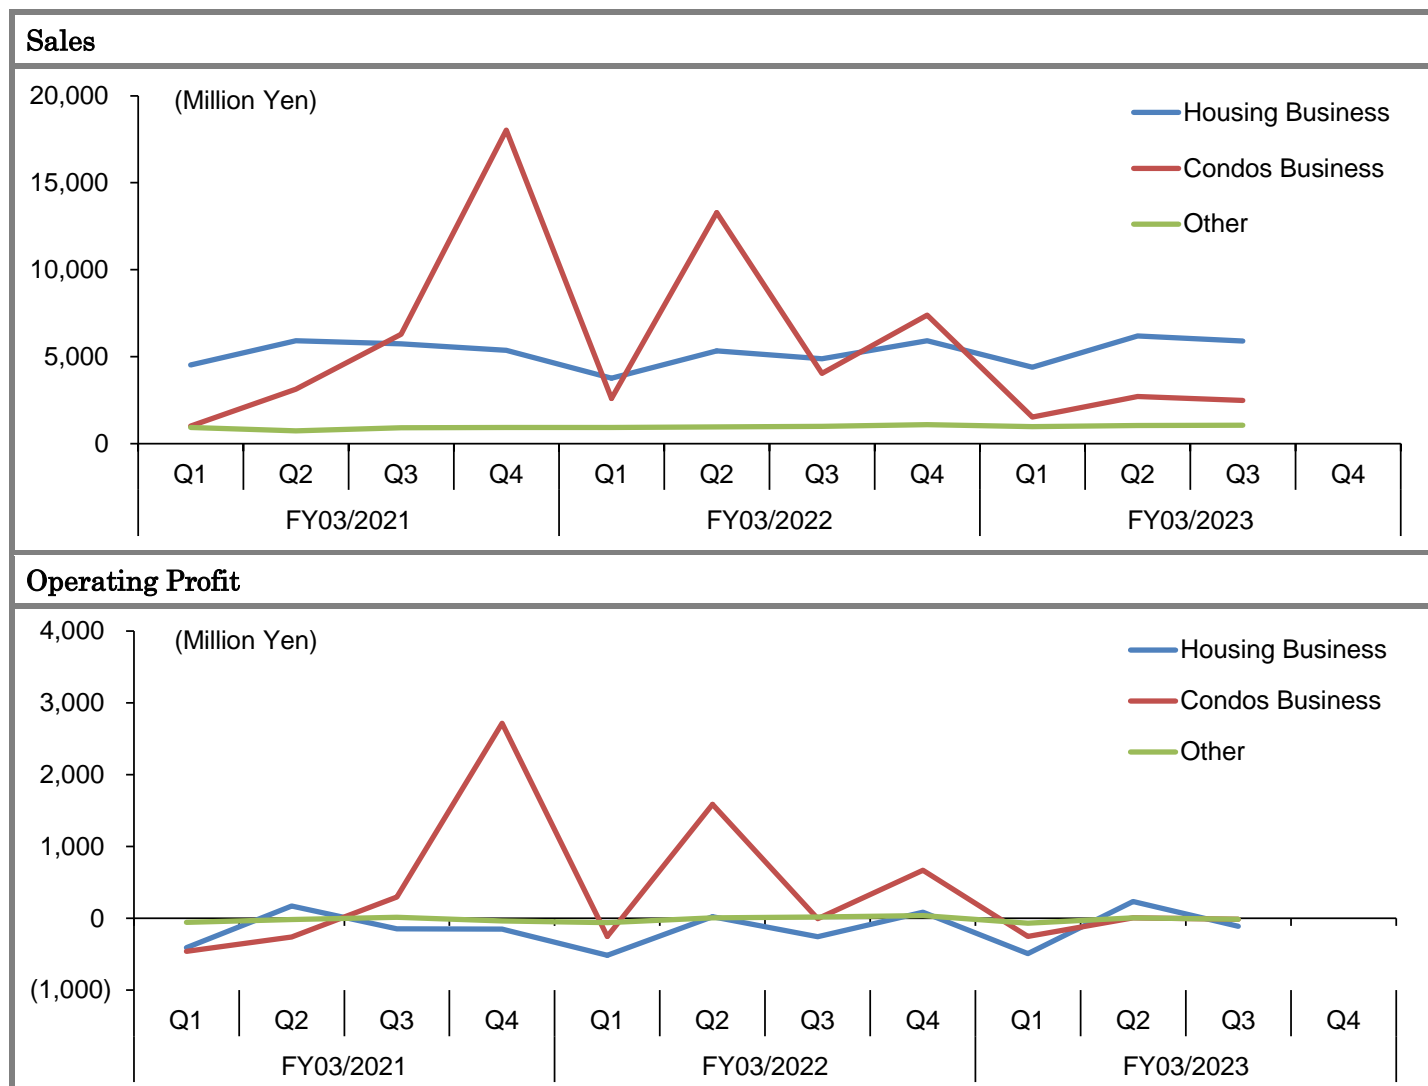 Sales
(Million Yen)
20,000
15,000
10,000
5,000
0
Housing Business
Condos Business
Other
Q1 Q2 Q3 Q4 Q1 Q2 Q3 Q4 Q1 Q2 Q3 Q4
FY03/2021 FY03/2022 FY03/2023
Operating Profit
(Million Yen)
4,000
3,000
2,000
1,000
0
(1,000)
Housing Business
Condos Business
Other
Q1 Q2 Q3 Q4 Q1 Q2 Q3 Q4 Q1 Q2 Q3 Q4
FY03/2021 FY03/2022 FY03/2023